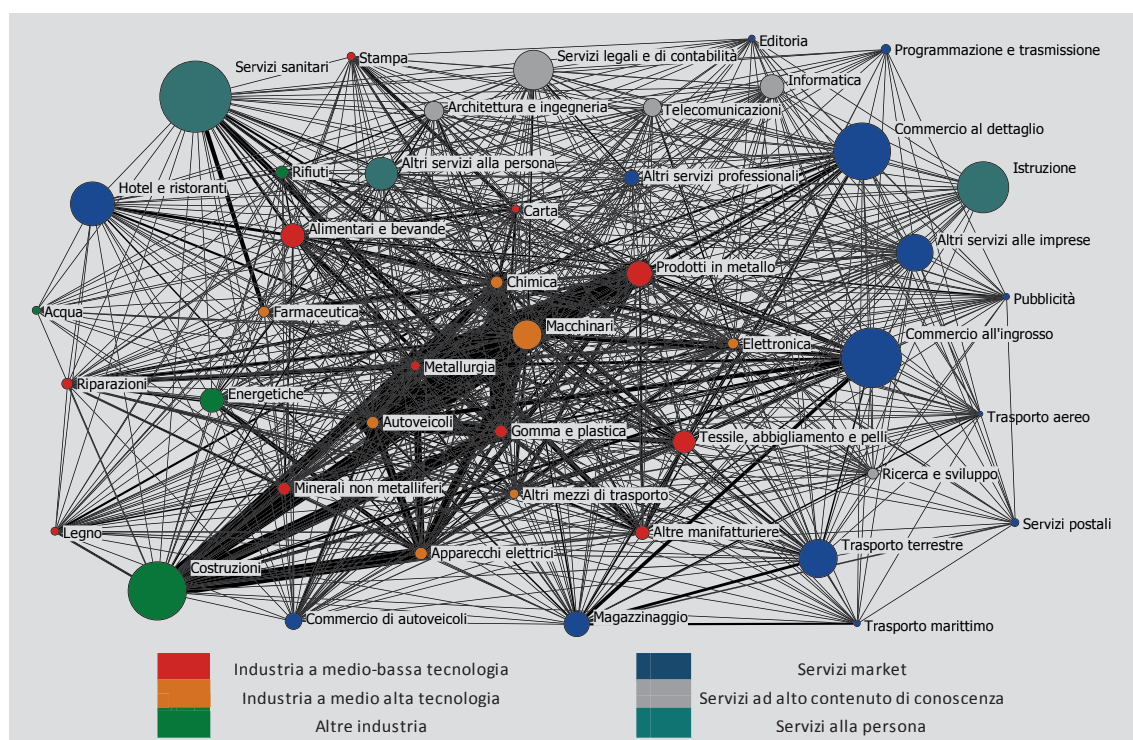 Editoria
Programmazione e trasmissione
Stampa
Servizi legali e di contabilità
Servizi sanitari
Informatica
Architettura e ingegneria
Telecomunicazioni
Commercio al dettaglio
Altri servizi alla persona
Istruzione
Rifiuti
Altri servizi professionali
Hotel e ristoranti
Carta
Alimentari e bevande
Altri servizi alle imprese
Prodotti in metallo
Chimica
Pubblicità
Acqua
Farmaceutica
Macchinari
Commercio all'ingrosso
Elettronica
Metallurgia
Riparazioni
Energetiche
Trasporto aereo
Autoveicoli
Gomma e plastica
Tessile, abbigliamento e pelli
Ricerca e sviluppo
Minerali non metalliferi
Altri mezzi di trasporto
Servizi postali
Legno
Altre manifatturiere
Trasporto terrestre
Apparecchi elettrici
Costruzioni
Commercio di autoveicoli
Magazzinaggio
Trasporto marittimo
Industria a medio-bassa tecnologia
Servizi market
Industria a medio alta tecnologia
Servizi ad alto contenuto di conoscenza
Altre industria
Servizi alla persona